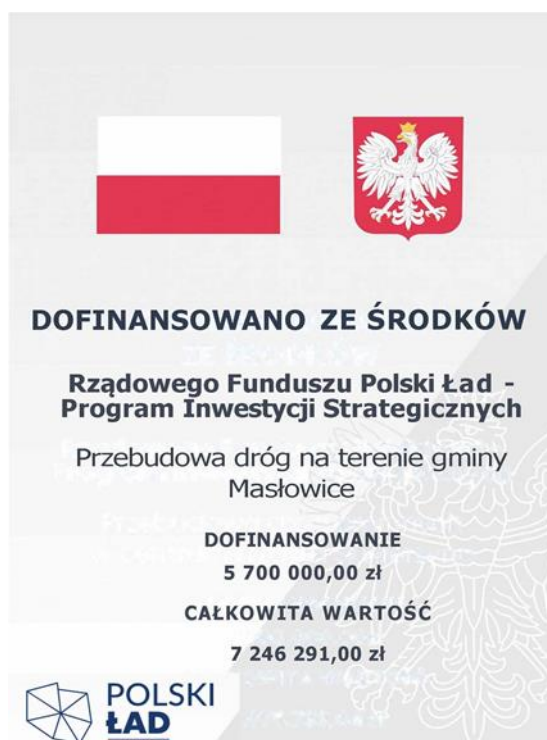 DOFINANSOWANO ZE ŚRODKÓW
Rządowego Funduszu Polski Ład -
Program Inwestycji Strategicznych
Przebudowa dróg na terenie gminy
Masłowice
DOFINANSOWANIE
5 700 000,00 zł
CAŁKOWITA WARTOŚĆ
7 246 291,00 zł
POLSKI
ŁAD